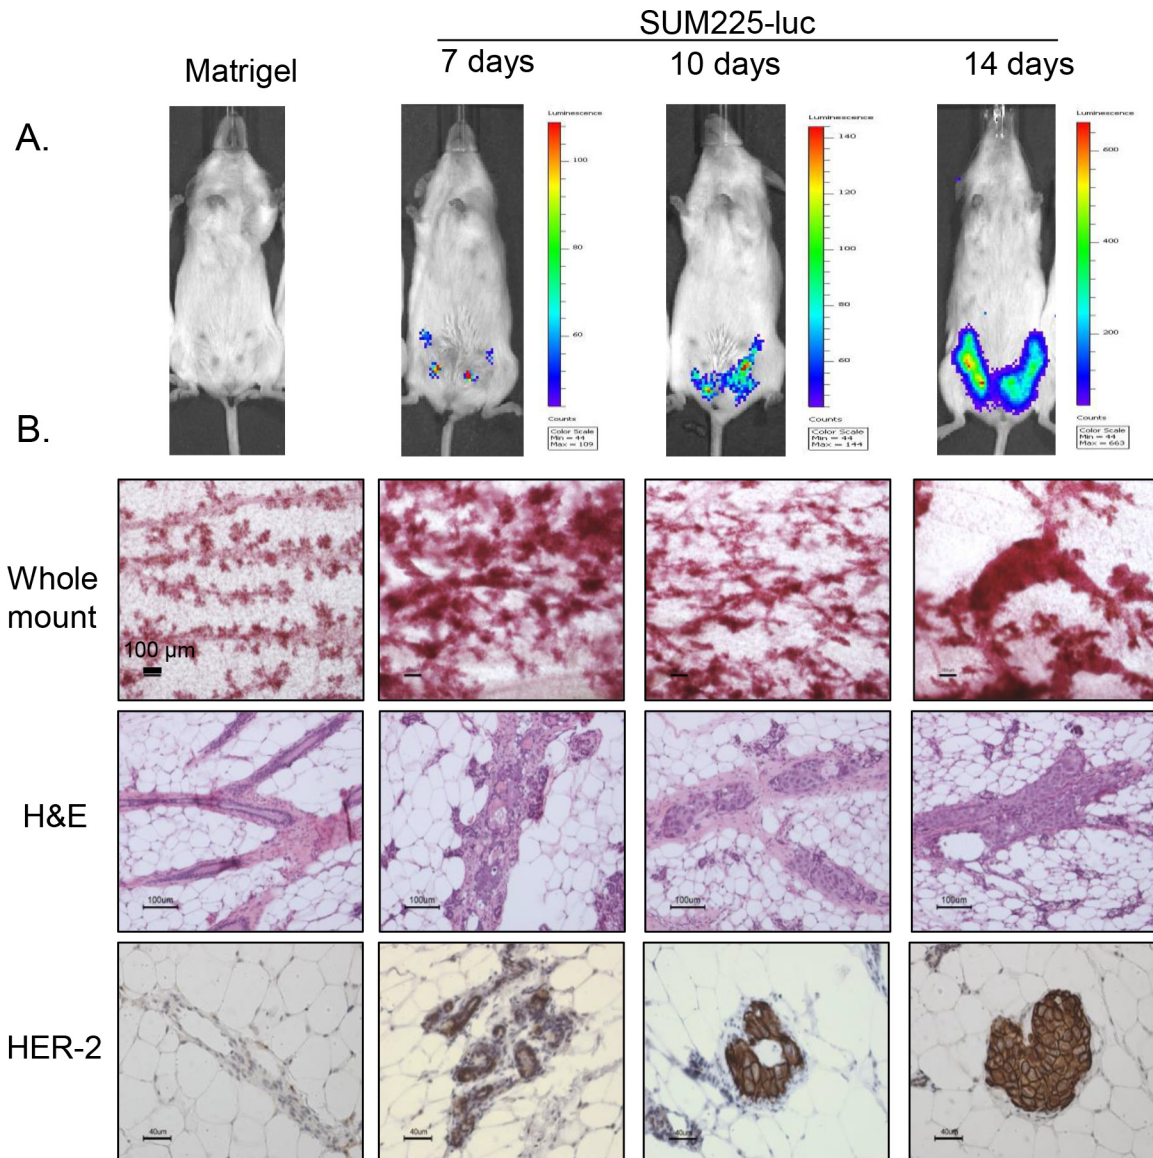 SUM225-luc
Matrigel
7 days
10 days
14 days
A.
Luminescence
100
80
60
Counts
Color Scale
Min = 44
Max = 109
Luminescence
140
120
100
80
60
Counts
Color Scale
Min = 44
Max = 144
Luminescence
600
400
200
Counts
Color Scale
Min = 44
Max = 663
B.
Whole
mount
100 µm
H&E
100um
100um
100um
100um
HER-2
40um
40um
40um
40um